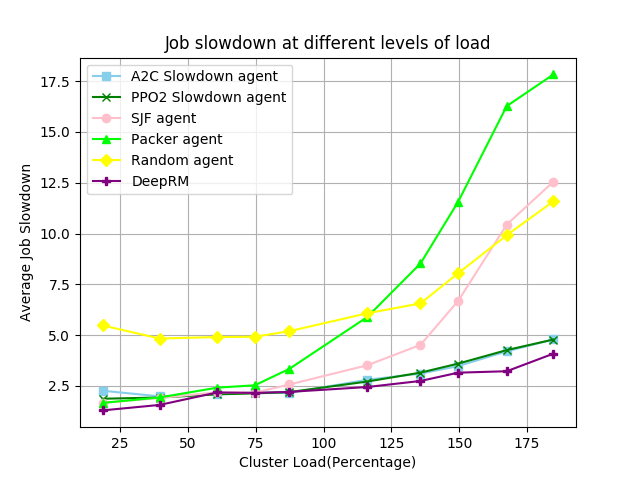 Job slowdown at different levels of load
A2C Slowdown agent
PPO2 Slowdown agent
SJF agent
Packer agent
Random agent
DeepRM
Average Job Slowdown
17.5
15.0
12.5
10.0
7.5
5.0
2.5
25 50 75 100 125 150 175
Cluster Load(Percentage)